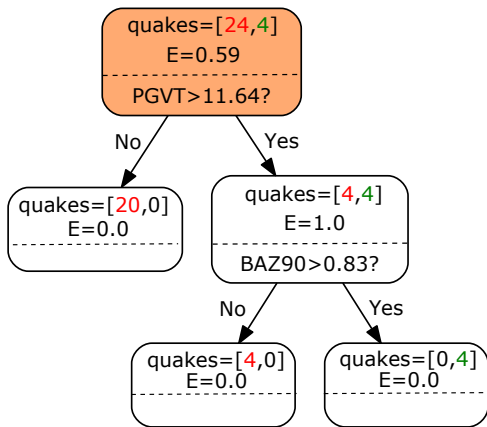 quakes=[24,4]
E=0.59
PGVT>11.64?
No
Yes
quakes=[20,0]
E=0.0
quakes=[4,4]
E=1.0
BAZ90>0.83?
No
Yes
quakes=[4,0]
E=0.0
quakes=[0,4]
E=0.0